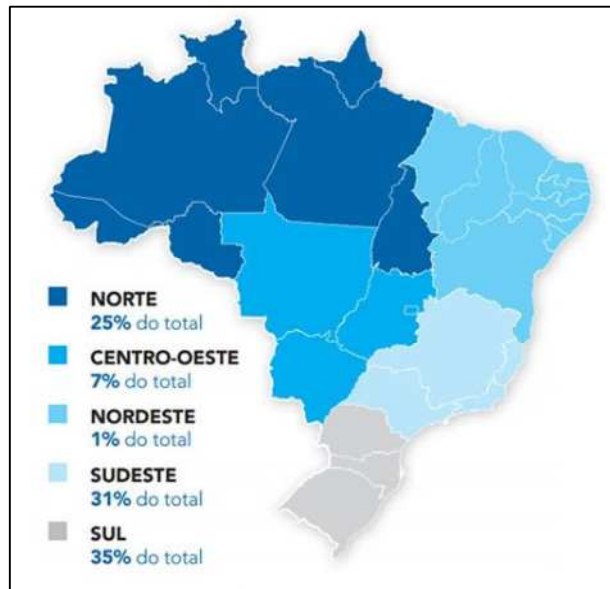 NORTE
25% do total
CENTRO-OESTE
7% do total
NORDESTE
1% do total
SUDESTE
31% do total
SUL
35% do total